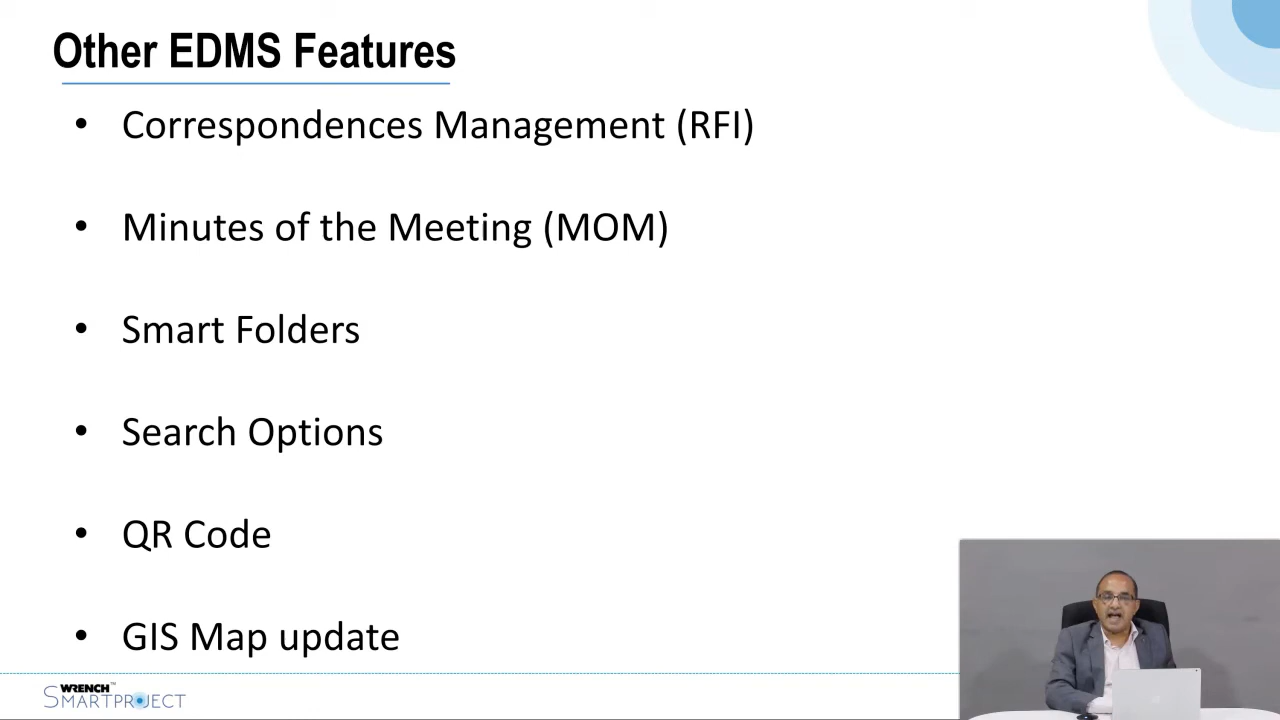 Other EDMS Features
• Correspondences Management (RFI)
• Minutes of the Meeting (MOM)
• Smart Folders
• Search Options
• QR Code
• GIS Map update
WRENCH™
SMARTPROJECT